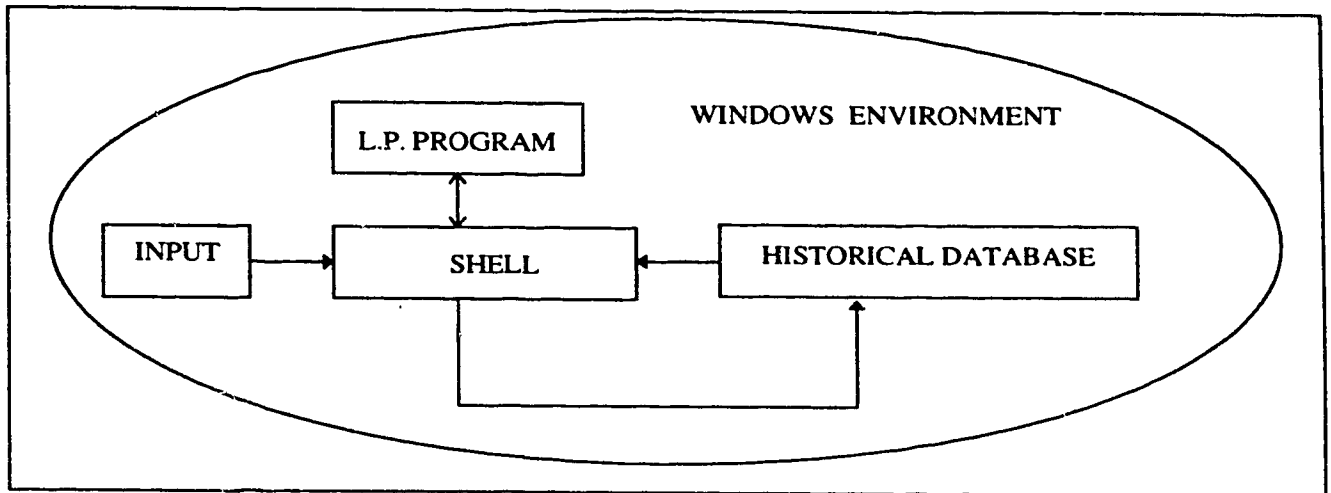 WINDOWS ENVIRONMENT
L.P. PROGRAM
INPUT
SHELL
HISTORICAL DATABASE